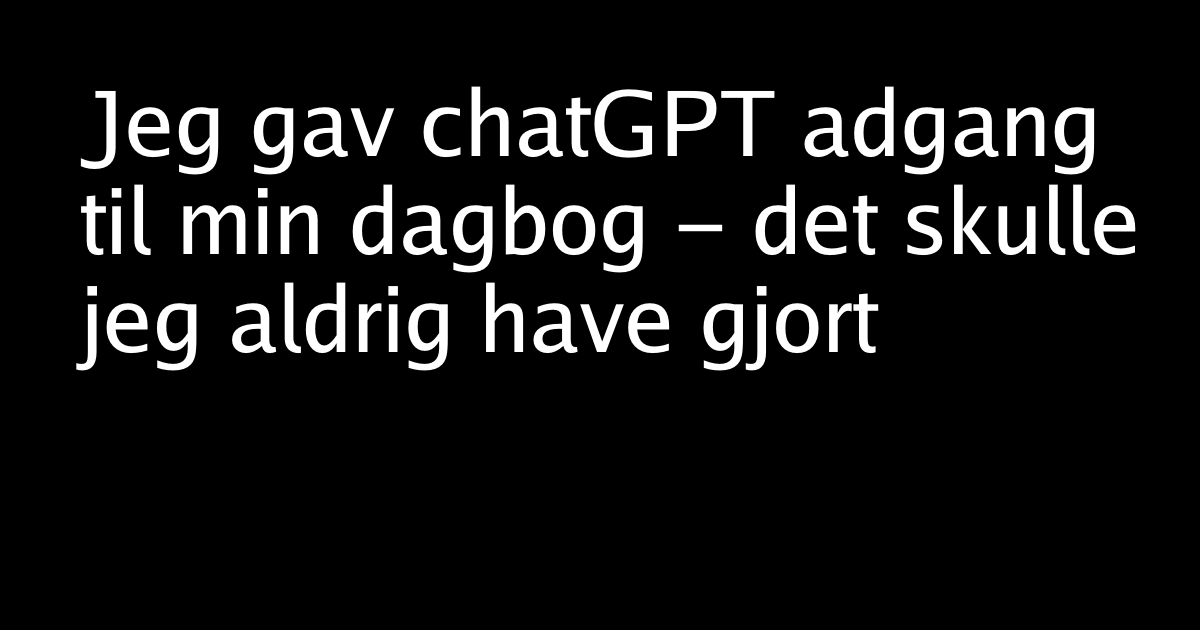 Jeg gav chatGPT adgang
til min dagbog – det skulle
jeg aldrig have gjort